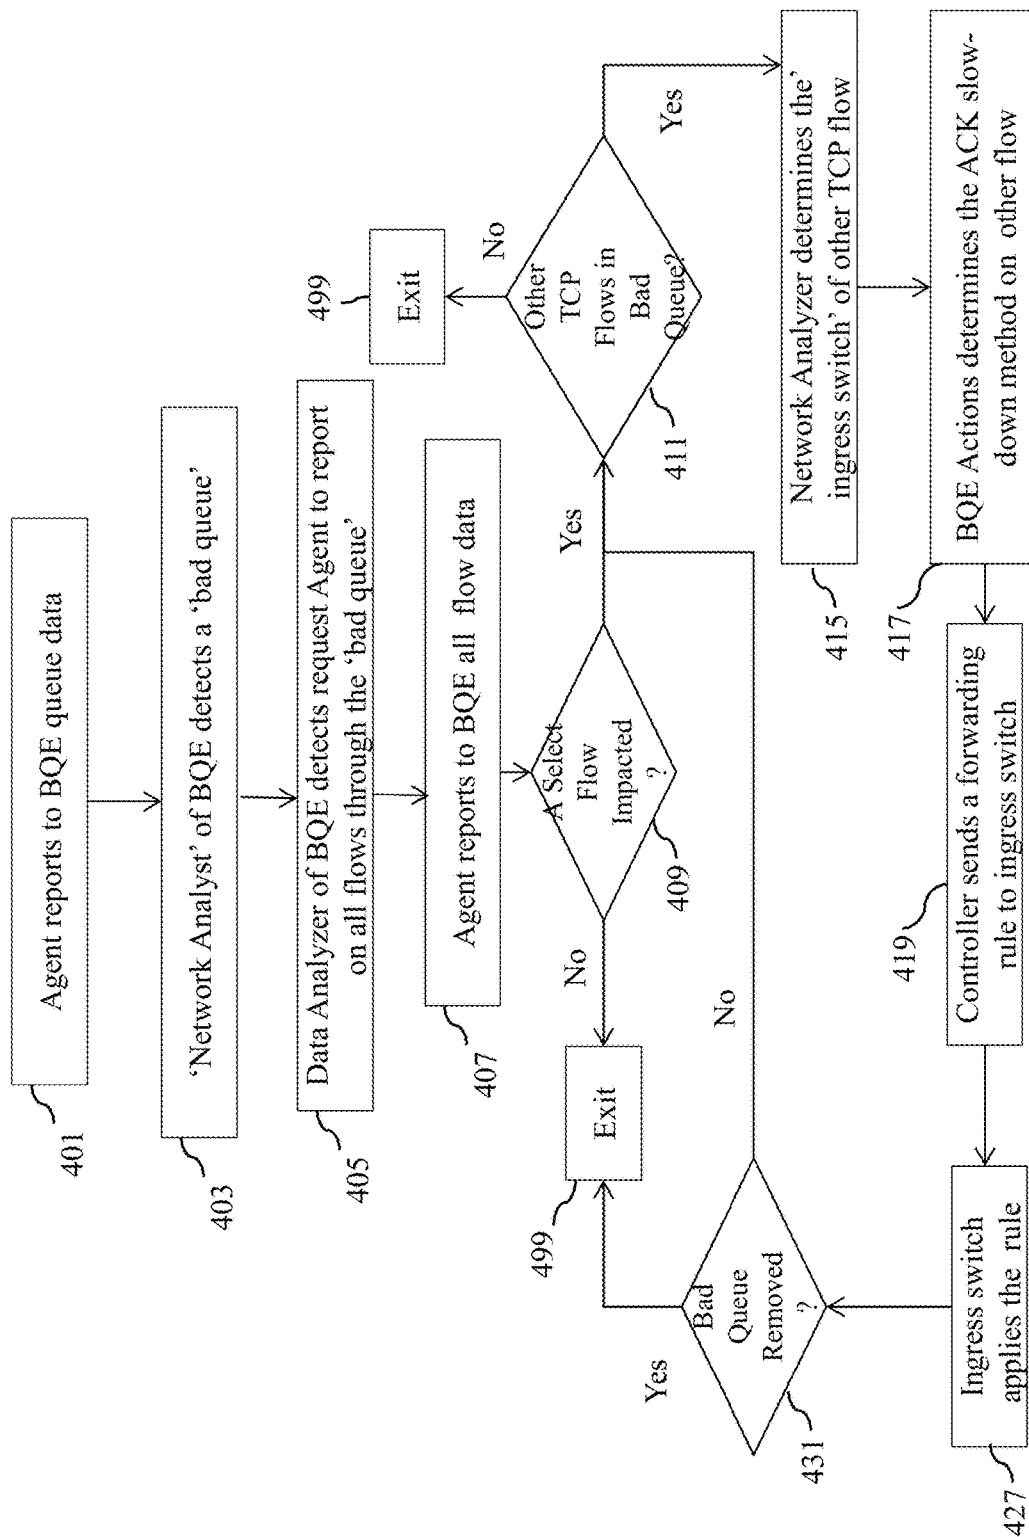 Agent reports to BQE queue data
401
‘Network Analyst’ of BQE detects a ‘bad queue’
403
Data Analyzer of BQE detects request Agent to report
on all flows through the ‘bad queue’
405
Agent reports to BQE all flow data
407
A Select
Flow
Impacted
?
409
No
Yes
Exit
499
Other
TCP
Flows in
Bad
Queue?
411
No
Yes
Exit
499
Network Analyzer determines the’
ingress switch’ of other TCP flow
415
BQE Actions determines the ACK slow-
down method on other flow
417
Controller sends a forwarding
rule to ingress switch
419
Ingress switch
applies the rule
427
Bad
Queue
Removed
?
431
Yes
No